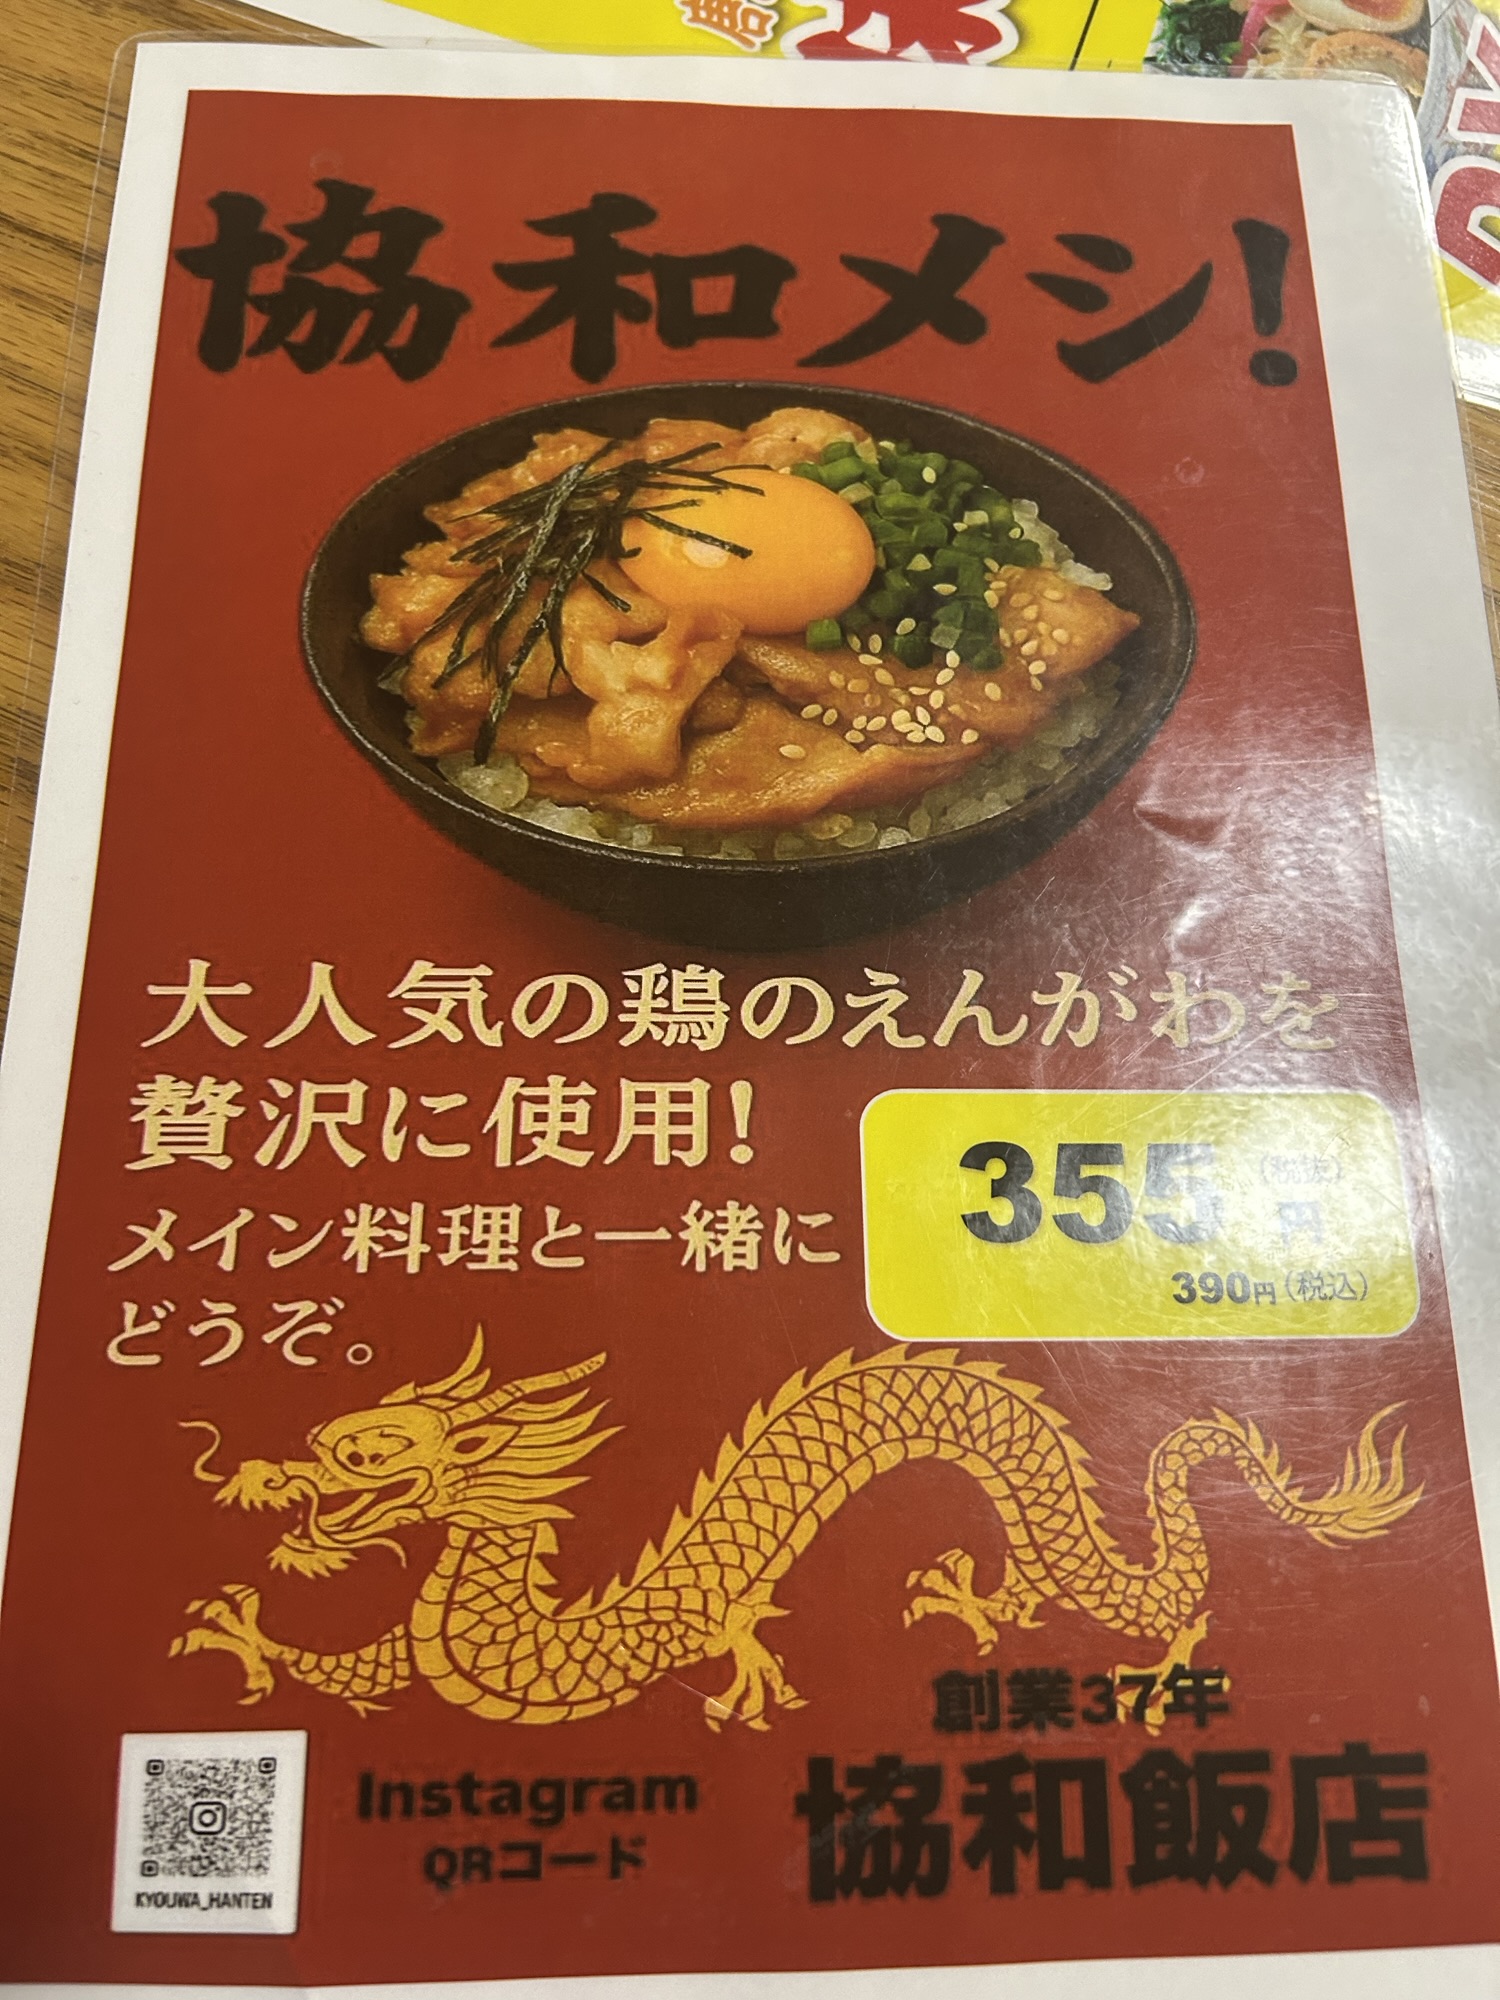 協和メシ!
大人気の鶏のえんがわを
贅沢に使用!
メイン料理と一緒に
どうぞ。
355円(税抜)
390円(税込)
創業37年
協和飯店
Instagram
QRコード
KYOUWA_HANTEN